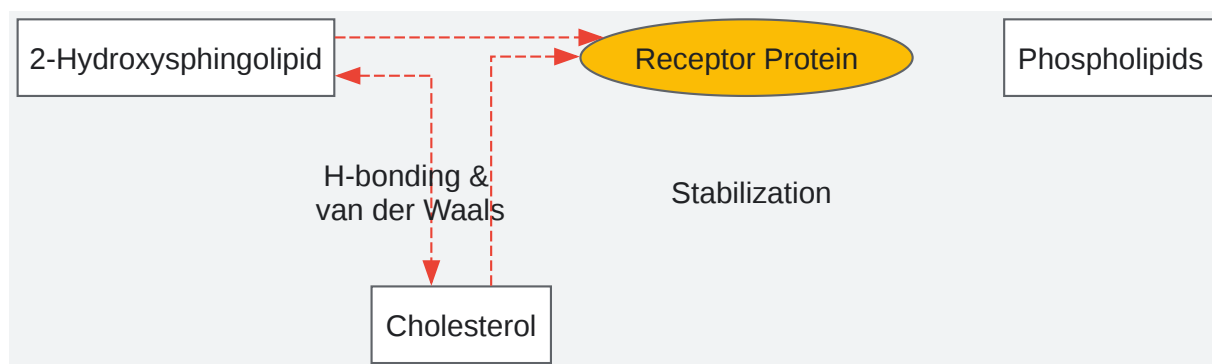 2-Hydroxysphingolipid
Receptor Protein
Phospholipids
H-bonding &
van der Waals
Stabilization
Cholesterol